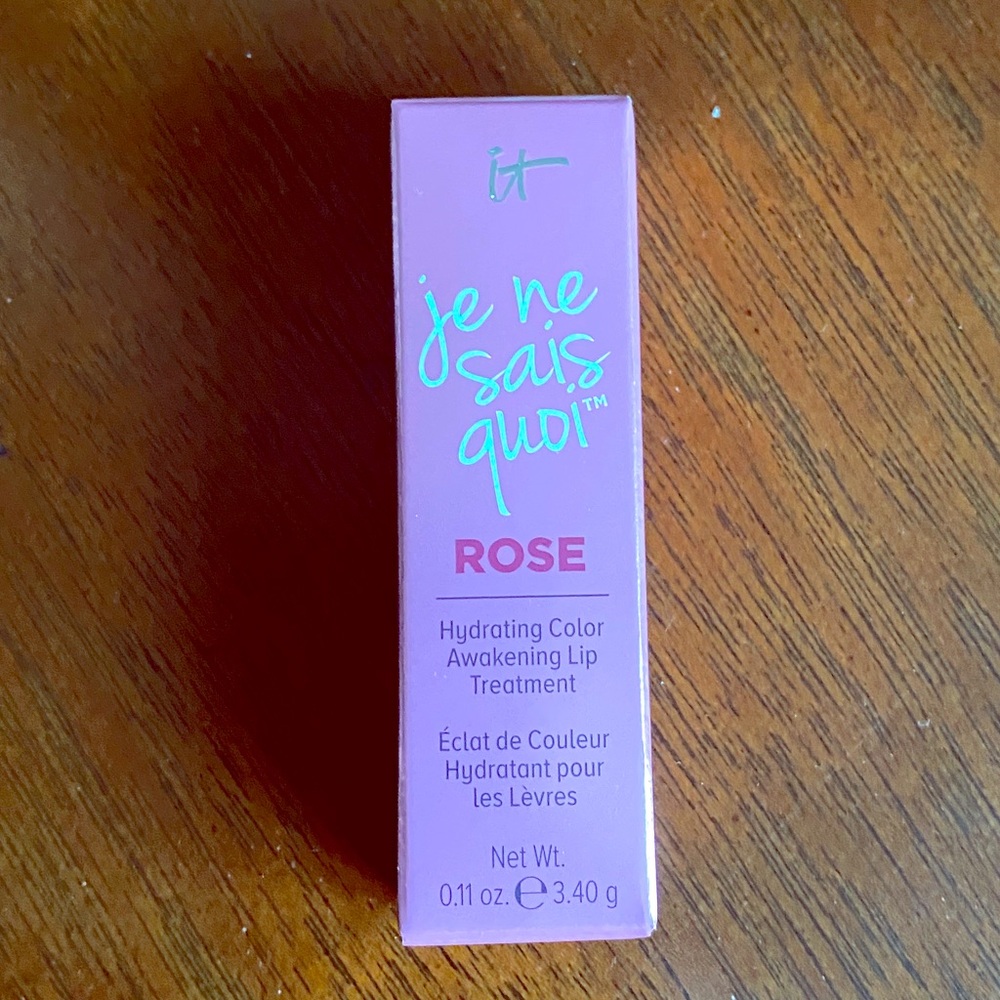 it
je ne
sais
quoi™
ROSE
Hydrating Color
Awakening Lip
Treatment
Éclat de Couleur
Hydratant pour
les Lèvres
Net Wt.
0.11 oz. ℮ 3.40 g